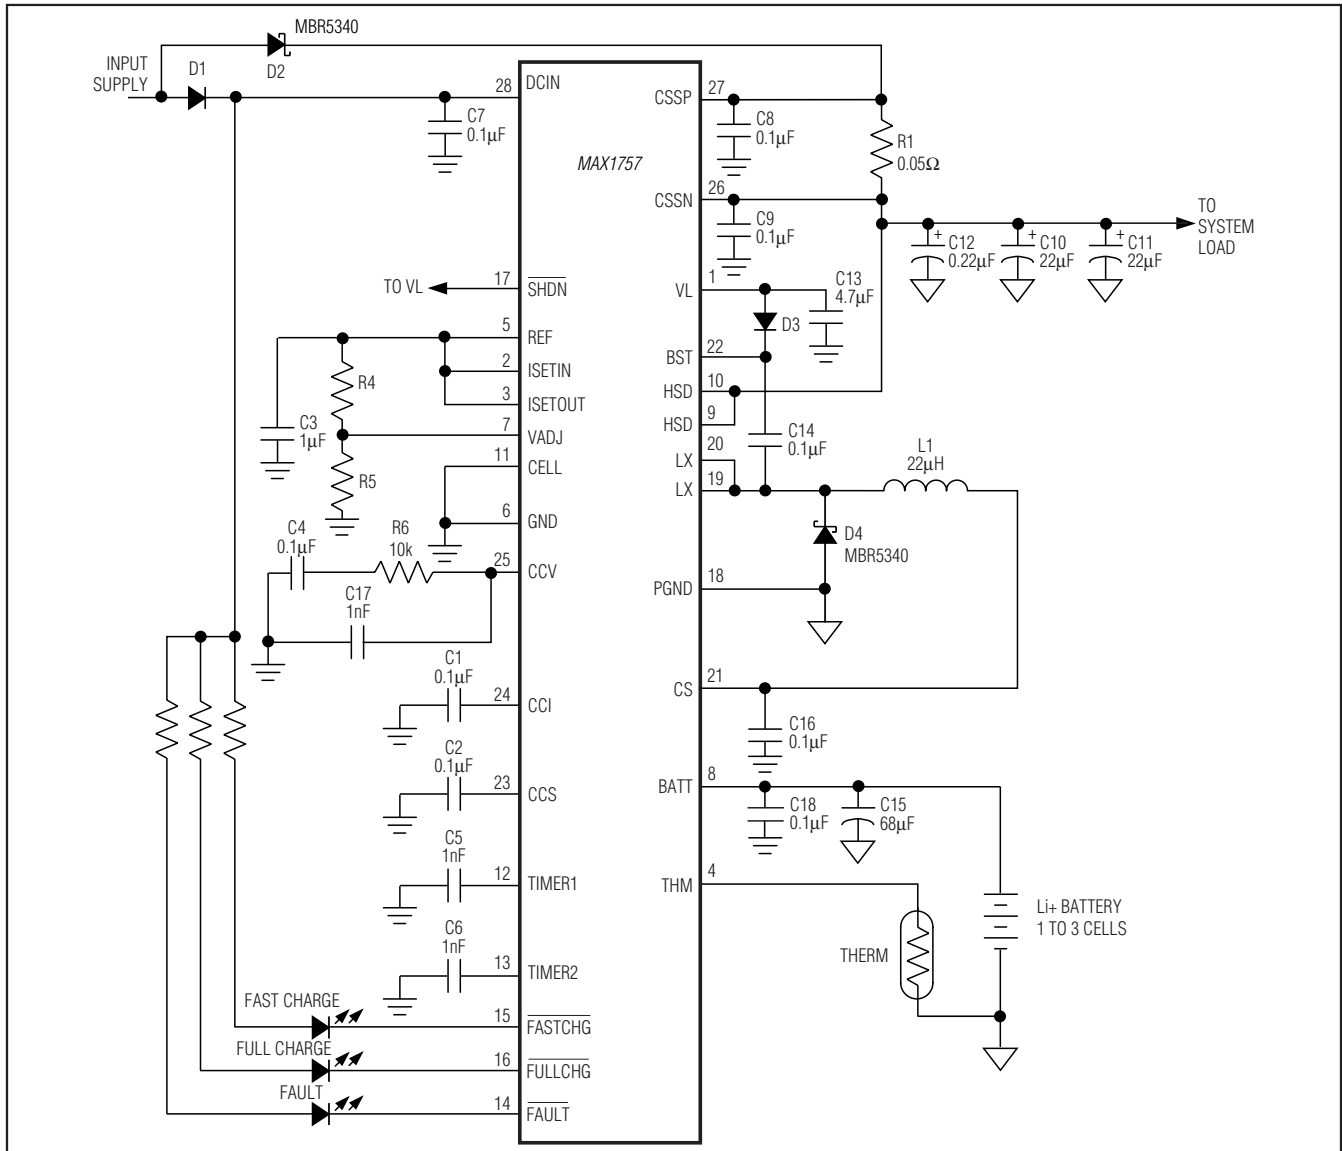 MBR5340
INPUT
SUPPLY
D1
D2
28
DCIN
C7
0.1µF
MAX1757
CSSP
27
C8
0.1µF
R1
0.05Ω
CSSN
26
C9
0.1µF
TO
SYSTEM
LOAD
+
C12
0.22µF
+
C10
22µF
+
C11
22µF
TO VL
17
SHDN
VL
1
C13
4.7µF
D3
5
REF
2
ISETIN
3
ISETOUT
R4
C3
1µF
7
VADJ
R5
11
CELL
6
GND
BST
22
HSD
10
HSD
9
C14
0.1µF
LX
20
LX
19
L1
22µH
D4
MBR5340
PGND
18
C4
0.1µF
R6
10k
25
CCV
C17
1nF
C1
0.1µF
24
CCI
CS
21
C16
0.1µF
C2
0.1µF
23
CCS
BATT
8
C18
0.1µF
C15
68µF
C5
1nF
12
TIMER1
THM
4
Li+ BATTERY
1 TO 3 CELLS
THERM
C6
1nF
13
TIMER2
FAST CHARGE
15
FASTCHG
FULL CHARGE
16
FULLCHG
FAULT
14
FAULT